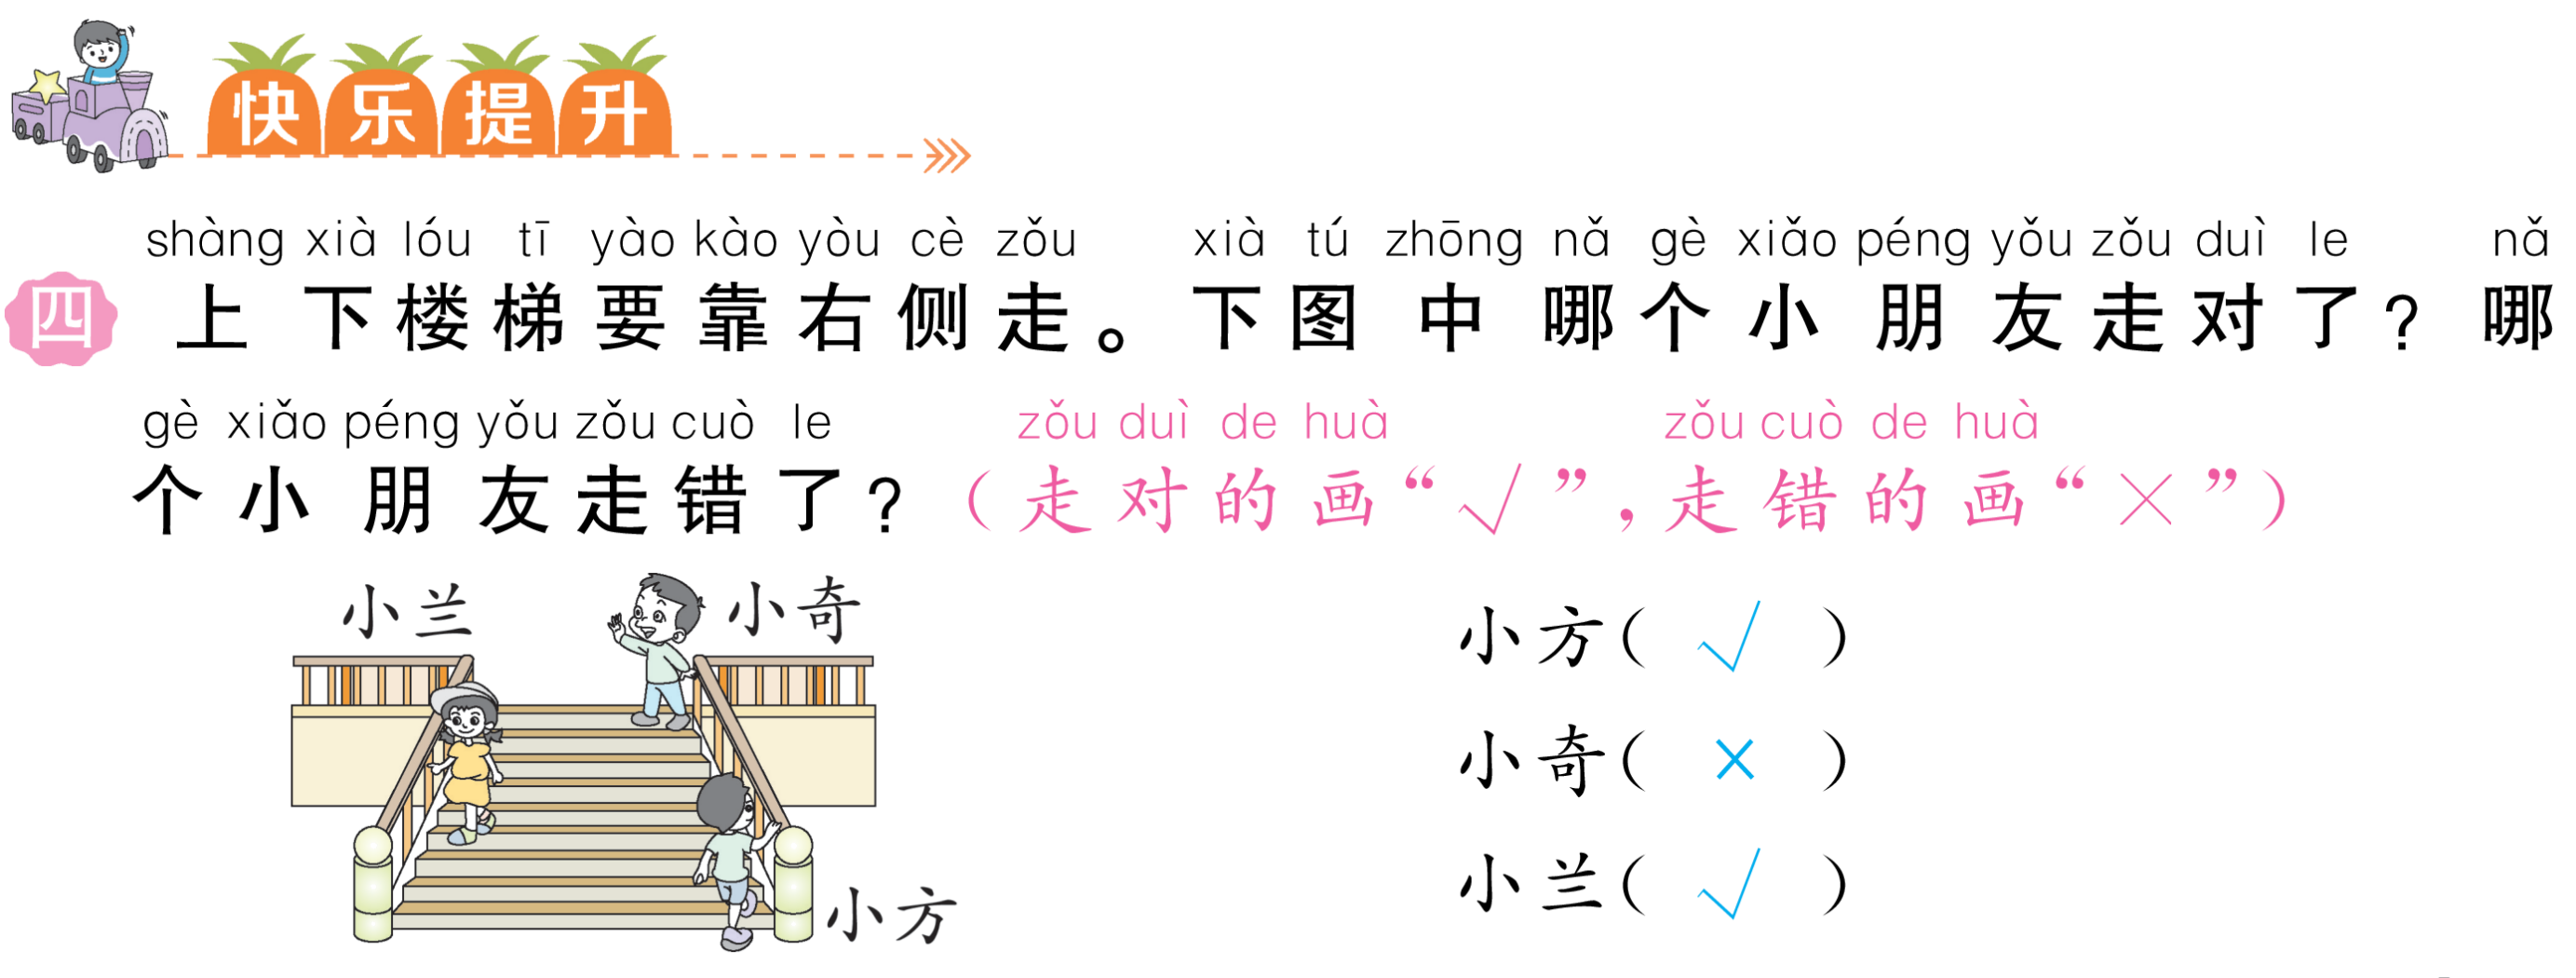 快乐提升
shàng xià lóu tī yào kào yòu cè zǒu xià tú zhōng nǎ gè xiǎo péng yǒu zǒu duì le nǎ
四 上下楼梯要靠右侧走。下图中哪个小朋友走对了?哪
gè xiǎo péng yǒu zǒu cuò le zǒu duì de huà zǒu cuò de huà
个小朋友走错了?(走对的画“√”,走错的画“×”)
小兰 小奇
小方
小方( √ )
小奇( × )
小兰( √ )